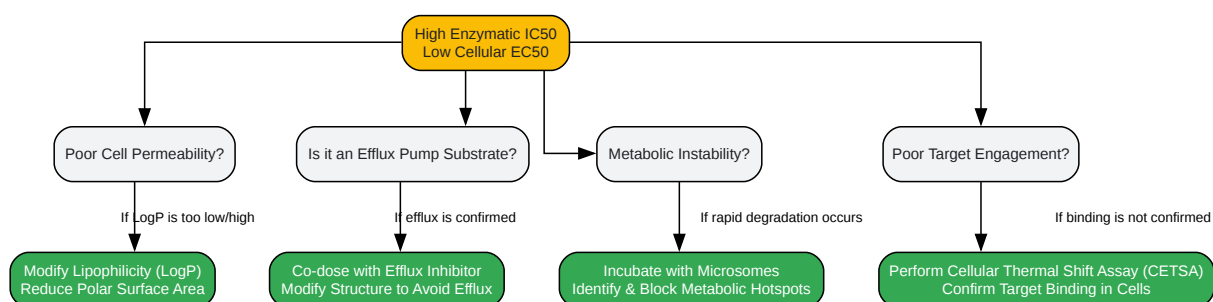 High Enzymatic IC50
Low Cellular EC50
Poor Cell Permeability?
Is it an Efflux Pump Substrate?
Metabolic Instability?
Poor Target Engagement?
If LogP is too low/high
If efflux is confirmed
If rapid degradation occurs
If binding is not confirmed
Modify Lipophilicity (LogP)
Reduce Polar Surface Area
Co-dose with Efflux Inhibitor
Modify Structure to Avoid Efflux
Incubate with Microsomes
Identify & Block Metabolic Hotspots
Perform Cellular Thermal Shift Assay (CETSA)
Confirm Target Binding in Cells